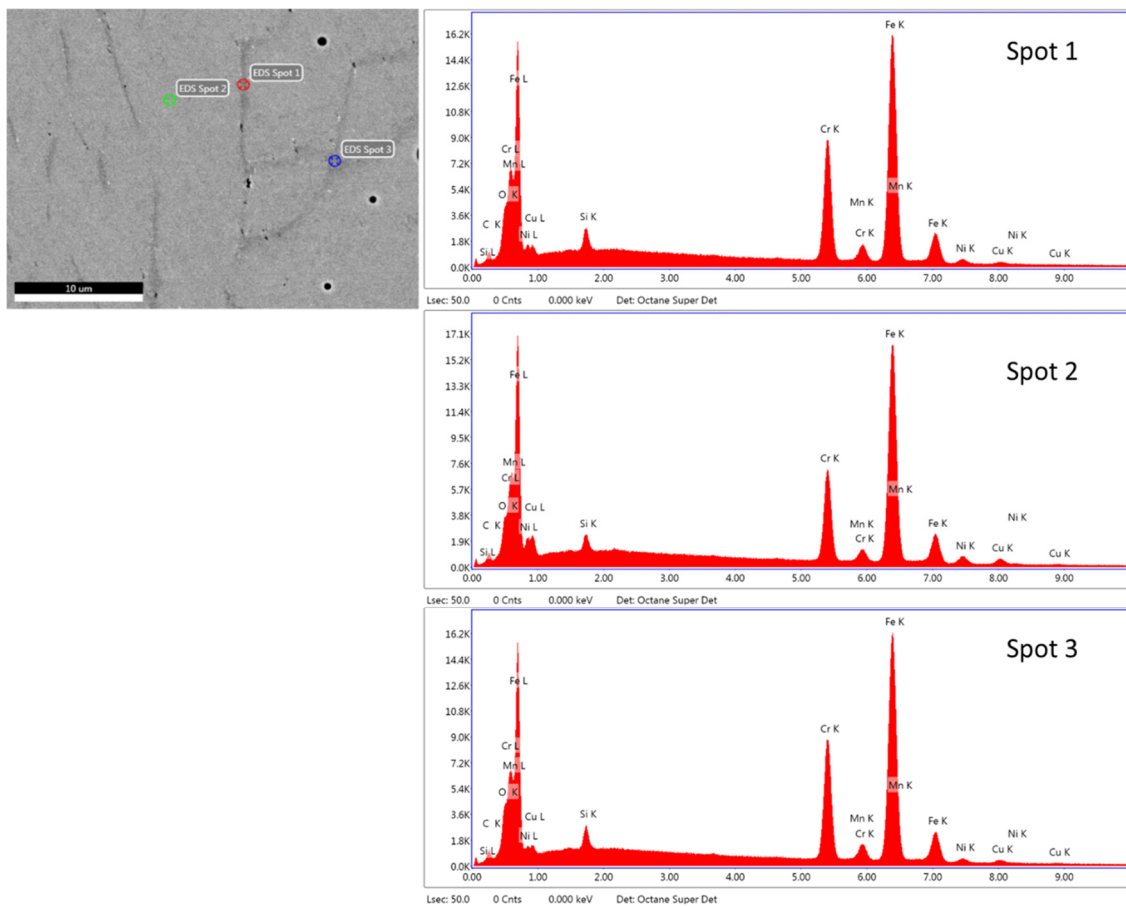 EDS Spot 1
EDS Spot 2
EDS Spot 3
10 um
Spot 1
16.2K
14.4K
12.6K
10.8K
9.0K
7.2K
5.4K
3.6K
1.8K
0.0K
Fe K
Fe L
Cr K
Cr L
Mn L
Mn K
O K
Mn K
C K
Cu L
Si K
Cr K
Fe K
Ni K
Ni L
Si L
Ni K
Cu K
Cu K
0.00 1.00 2.00 3.00 4.00 5.00 6.00 7.00 8.00 9.00
Lsec: 50.0 0 Cnts 0.000 keV Det: Octane Super Det
Spot 2
17.1K
15.2K
13.3K
11.4K
9.5K
7.6K
5.7K
3.8K
1.9K
0.0K
Fe K
Fe L
Cr K
Mn L
Cr L
Mn K
O K
C K
Cu L
Mn K
Ni K
Ni L
Si K
Cr K
Fe K
Si L
Ni K
Cu K
Cu K
0.00 1.00 2.00 3.00 4.00 5.00 6.00 7.00 8.00 9.00
Lsec: 50.0 0 Cnts 0.000 keV Det: Octane Super Det
Spot 3
16.2K
14.4K
12.6K
10.8K
9.0K
7.2K
5.4K
3.6K
1.8K
0.0K
Fe K
Fe L
Cr K
Cr L
Mn L
Mn K
O K
C K
Cu L
Si K
Mn K
Fe K
Ni L
Cr K
Ni K
Si L
Ni K
Cu K
Cu K
0.00 1.00 2.00 3.00 4.00 5.00 6.00 7.00 8.00 9.00
Lsec: 50.0 0 Cnts 0.000 keV Det: Octane Super Det